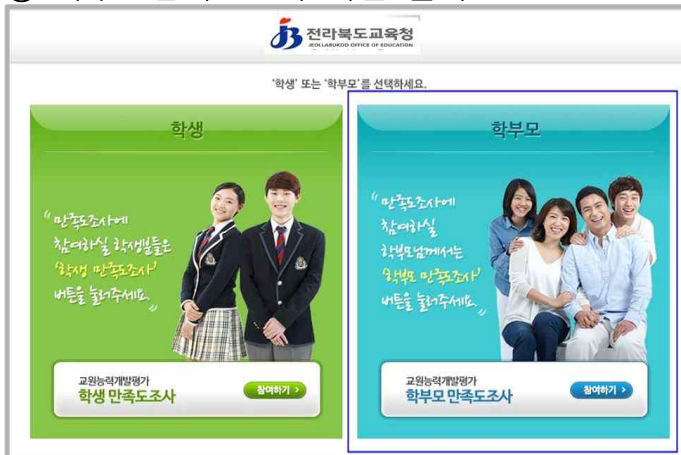 전라북도교육청
JEOLLABUKDO OFFICE OF EDUCATION
'학생' 또는 '학부모'를 선택하세요.
학생
"만족도조사에
참여하실 학생분들은
'학생 만족도조사'
버튼을 눌러주세요."
교원능력개발평가
학생 만족도조사
참여하기 >
학부모
"만족도조사에
참여하실
학부모님께서는
'학부모 만족도조사'
버튼을 눌러주세요."
교원능력개발평가
학부모 만족도조사
참여하기 >